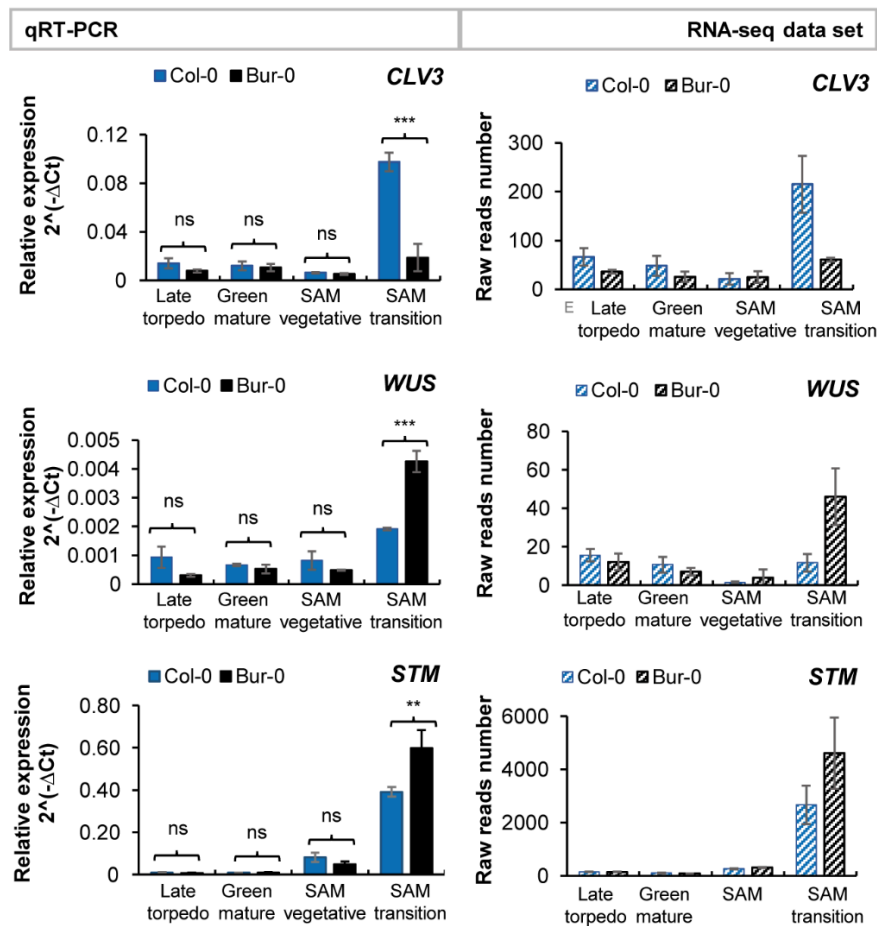 qRT-PCR
RNA-seq data set
Col-0 Bur-0 CLV3
Relative expression
2^(-ΔCt)
0.12
0.08
0.04
0
ns
ns
ns
***
Late
torpedo
Green
mature
SAM
vegetative
SAM
transition
Col-0 Bur-0
CLV3
Raw reads number
300
200
100
0
E
Late
torpedo
Green
mature
SAM
vegetative
SAM
transition
Col-0 Bur-0 WUS
Relative expression
2^(-ΔCt)
0.005
0.004
0.003
0.002
0.001
0
ns
ns
ns
***
Late
torpedo
Green
mature
SAM
vegetative
SAM
transition
Col-0 Bur-0 WUS
Raw reads number
80
60
40
20
0
Late
torpedo
Green
mature
SAM
vegetative
SAM
transition
Col-0 Bur-0 STM
Relative expression
2^(-ΔCt)
0.80
0.60
0.40
0.20
0.00
ns
ns
ns
**
Late
torpedo
Green
mature
SAM
vegetative
SAM
transition
Col-0 Bur-0 STM
Raw reads number
6000
4000
2000
0
Late
torpedo
Green
mature
SAM
SAM
transition